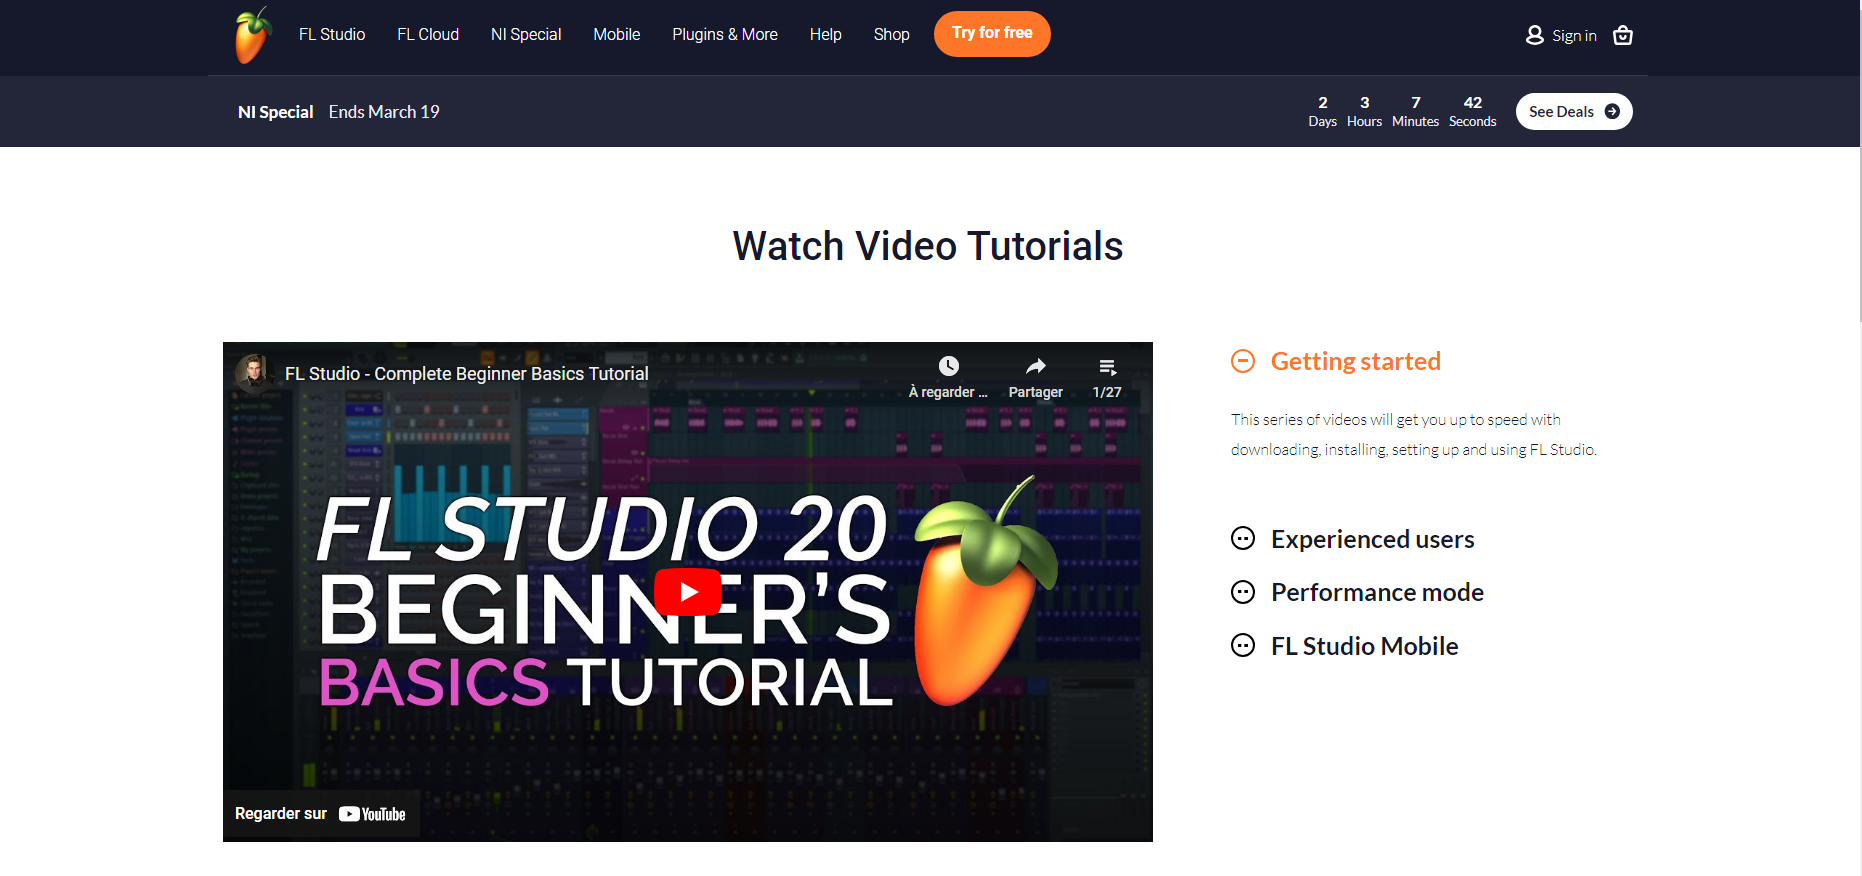 FL Studio
FL Cloud
NI Special
Mobile
Plugins & More
Help
Shop
Try for free
Sign in
NI Special Ends March 19
2 Days
3 Hours
7 Minutes
42 Seconds
See Deals
Watch Video Tutorials
FL Studio - Complete Beginner Basics Tutorial
À regarder ...
Partager
1/27
FL STUDIO 20
BEGINNER'S
BASICS TUTORIAL
Regarder sur YouTube
Getting started
This series of videos will get you up to speed with
downloading, installing, setting up and using FL Studio.
Experienced users
Performance mode
FL Studio Mobile